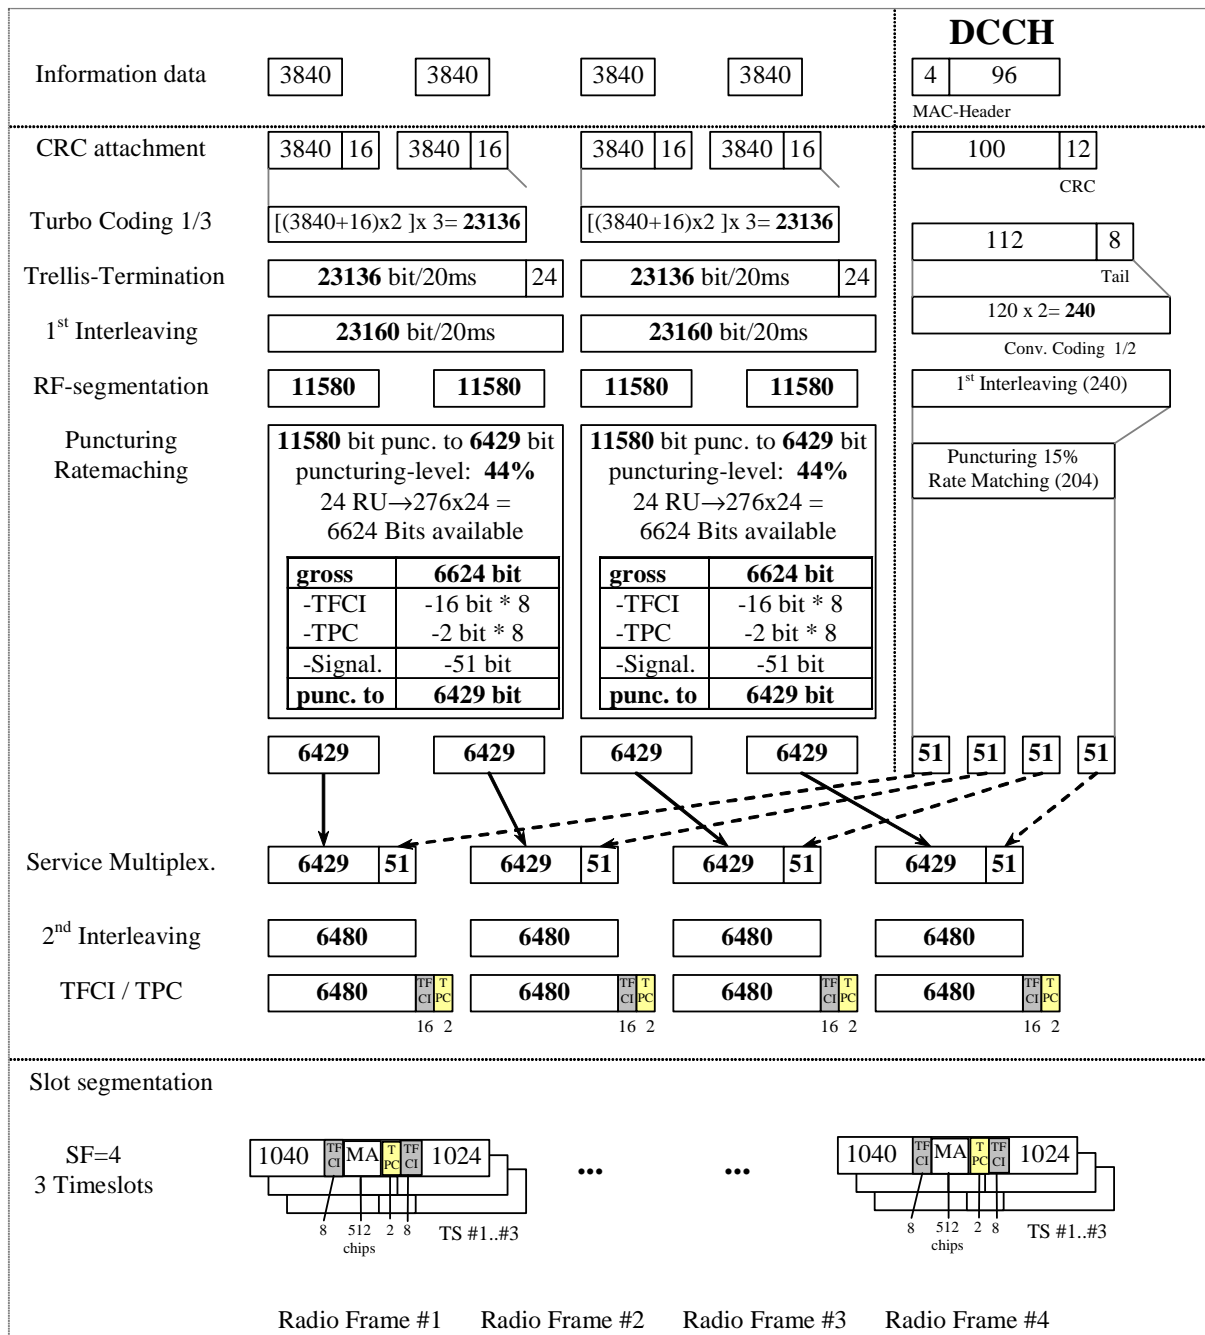 DCCH
Information data 3840 3840 3840 3840 4 96
MAC-Header
CRC attachment 3840 16 3840 16 3840 16 3840 16 100 12
CRC
Turbo Coding 1/3 [(3840+16)x2 ]x 3= 23136 [(3840+16)x2 ]x 3= 23136
112 8
Tail
Trellis-Termination 23136 bit/20ms 24 23136 bit/20ms 24
120 x 2= 240
1st Interleaving 23160 bit/20ms 23160 bit/20ms
Conv. Coding 1/2
RF-segmentation 11580 11580 11580 11580 1st Interleaving (240)
Puncturing
Ratemaching
11580 bit punc. to 6429 bit
puncturing-level: 44%
24 RU→276x24 =
6624 Bits available
gross 6624 bit
-TFCI -16 bit * 8
-TPC -2 bit * 8
-Signal. -51 bit
punc. to 6429 bit
11580 bit punc. to 6429 bit
puncturing-level: 44%
24 RU→276x24 =
6624 Bits available
gross 6624 bit
-TFCI -16 bit * 8
-TPC -2 bit * 8
-Signal. -51 bit
punc. to 6429 bit
Puncturing 15%
Rate Matching (204)
6429 6429 6429 6429 51 51 51 51
Service Multiplex. 6429 51 6429 51 6429 51 6429 51
2nd Interleaving 6480 6480 6480 6480
TFCI / TPC 6480 TF CI T PC 6480 TF CI T PC 6480 TF CI T PC 6480 TF CI T PC
16 2 16 2 16 2 16 2
Slot segmentation
SF=4
3 Timeslots
1040 TF CI MA T PC TF CI 1024
8 512 2 8 TS #1..#3
chips
... ...
1040 TF CI MA T PC TF CI 1024
8 512 2 8 TS #1..#3
chips
Radio Frame #1 Radio Frame #2 Radio Frame #3 Radio Frame #4